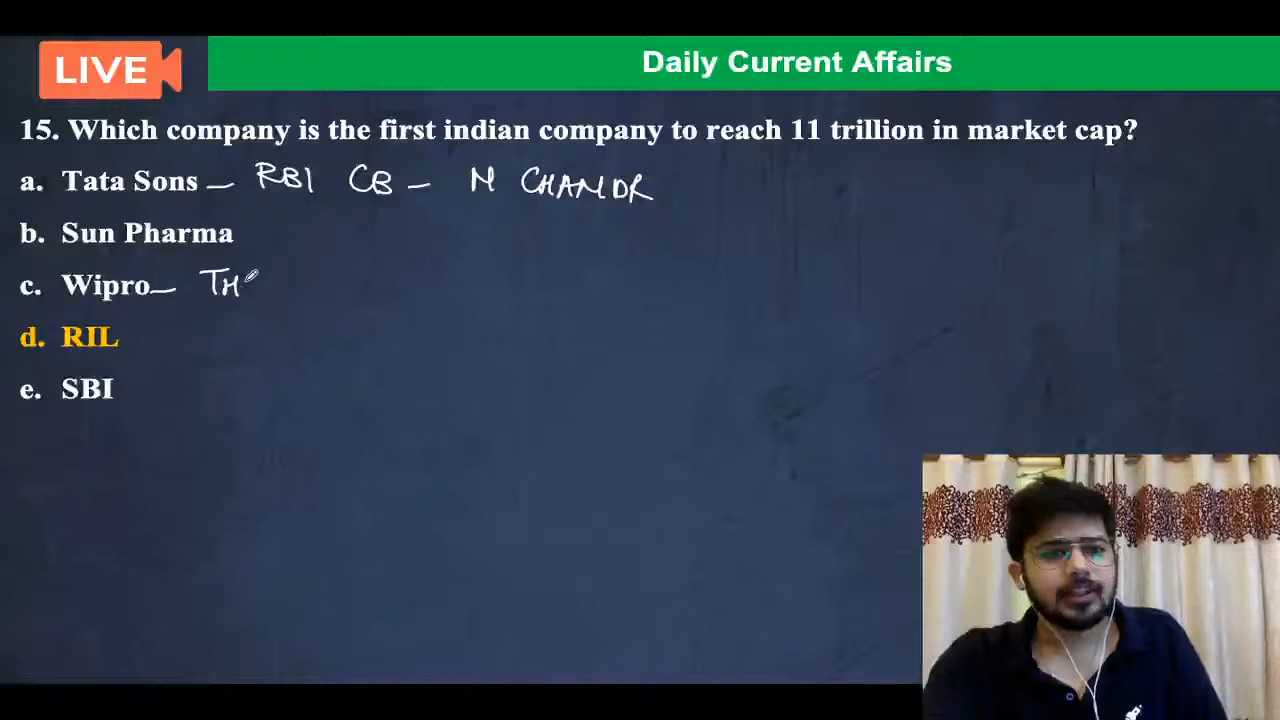 LIVE
Daily Current Affairs
15. Which company is the first indian company to reach 11 trillion in market cap?
a. Tata Sons — RBI CB — N CHANDR
b. Sun Pharma
c. Wipro — TH
d. RIL
e. SBI